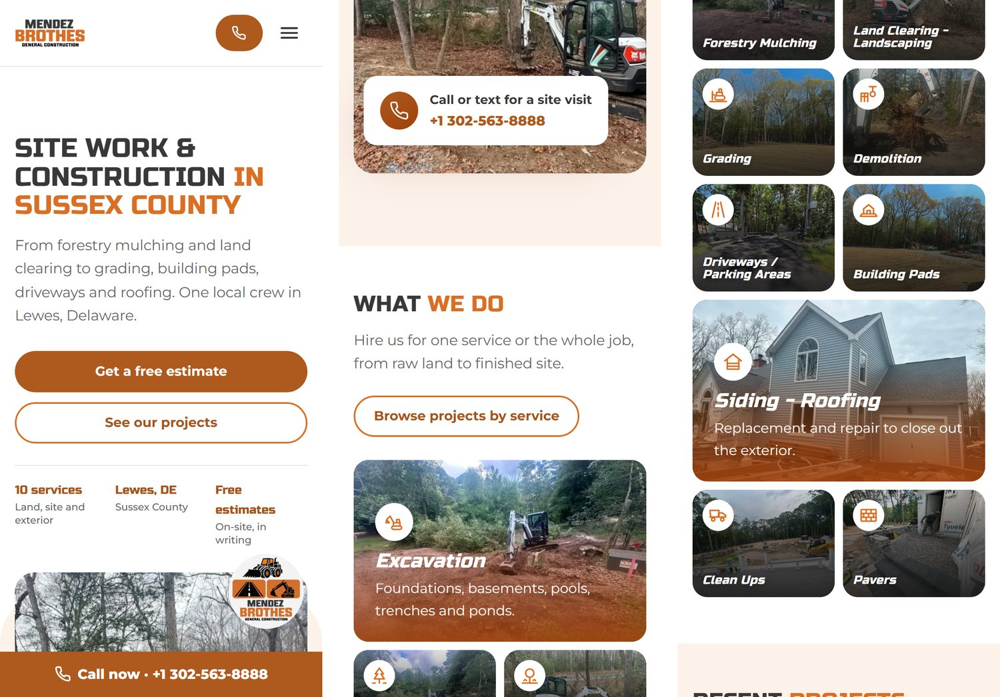 MENDEZ
BROTHES
GENERAL CONSTRUCTION
SITE WORK &
CONSTRUCTION IN
SUSSEX COUNTY
From forestry mulching and land
clearing to grading, building pads,
driveways and roofing. One local crew in
Lewes, Delaware.
Get a free estimate
See our projects
10 services
Land, site and
exterior
Lewes, DE
Sussex County
Free
estimates
On-site, in
writing
MENDEZ
BROTHES
GENERAL CONSTRUCTION
Call now · +1 302-563-8888
Call or text for a site visit
+1 302-563-8888
WHAT WE DO
Hire us for one service or the whole job,
from raw land to finished site.
Browse projects by service
Excavation
Foundations, basements, pools,
trenches and ponds.
Forestry Mulching
Land Clearing -
Landscaping
Grading
Demolition
Driveways /
Parking Areas
Building Pads
Siding - Roofing
Replacement and repair to close out
the exterior.
Clean Ups
Tyvek
Pavers
RECENT PROJECTS